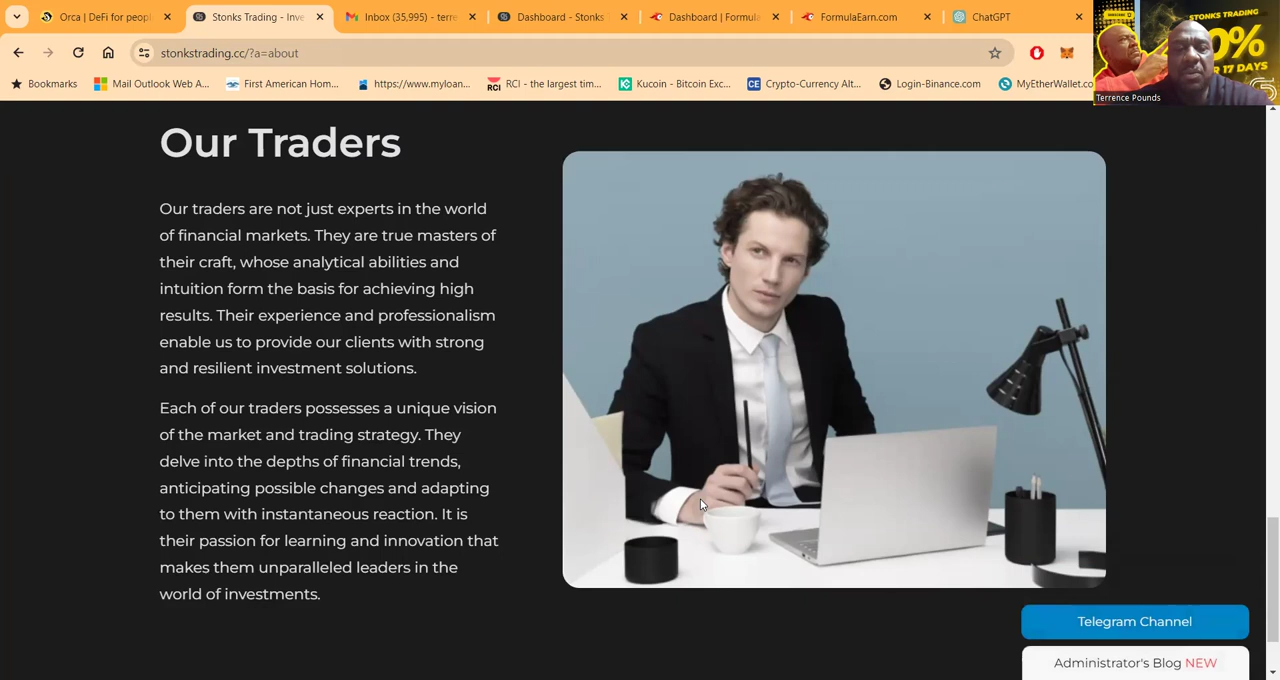 Orca | DeFi for peopl
Stonks Trading - Inve
Inbox (35,995) - terre
Dashboard - Stonks
Dashboard | Formula
FormulaEarn.com
ChatGPT
stonkstrading.cc/?a=about
Bookmarks
Mail Outlook Web A...
First American Hom...
https://www.myloan...
RCI
RCI - the largest tim...
Kucoin - Bitcoin Exc...
CE
Crypto-Currency Alt...
Login-Binance.com
MyEtherWallet.co
STONKS TRADING
0%
R 17 DAYS
Terrence Pounds
Our Traders
Our traders are not just experts in the world
of financial markets. They are true masters of
their craft, whose analytical abilities and
intuition form the basis for achieving high
results. Their experience and professionalism
enable us to provide our clients with strong
and resilient investment solutions.
Each of our traders possesses a unique vision
of the market and trading strategy. They
delve into the depths of financial trends,
anticipating possible changes and adapting
to them with instantaneous reaction. It is
their passion for learning and innovation that
makes them unparalleled leaders in the
world of investments.
Telegram Channel
Administrator's Blog NEW